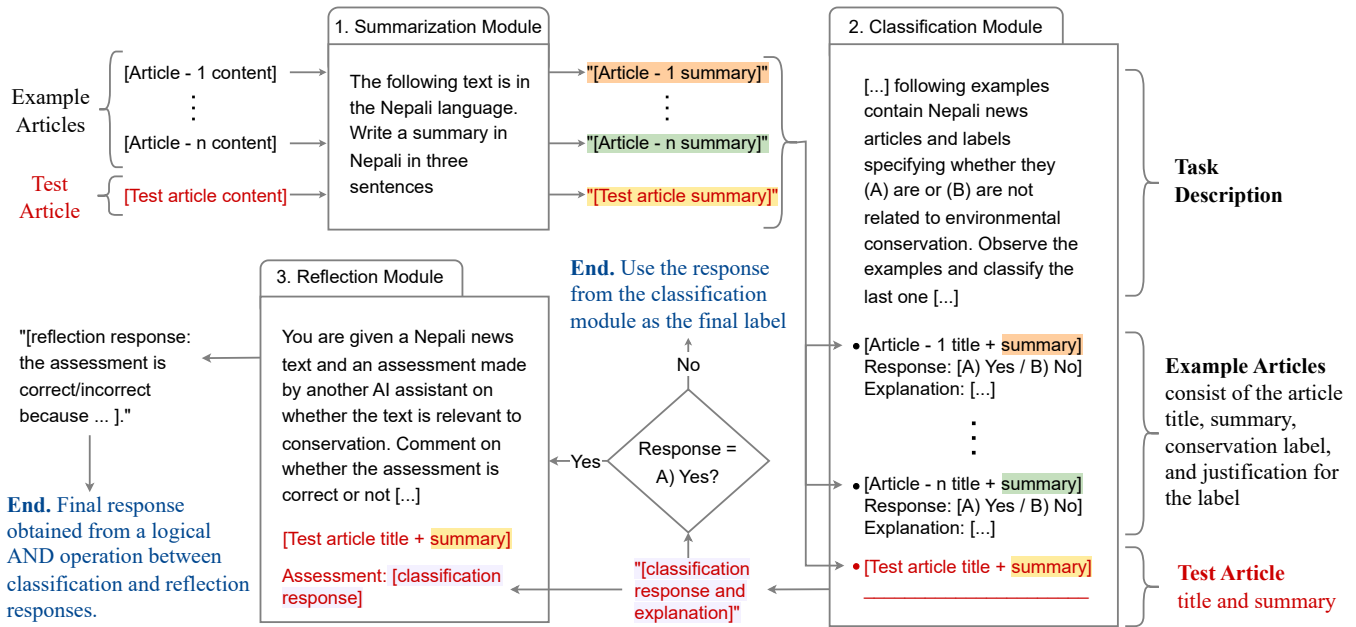 1. Summarization Module
Example
Articles
[Article - 1 content]
[Article - n content]
Test
Article
[Test article content]
The following text is in
the Nepali language.
Write a summary in
Nepali in three
sentences
"[Article - 1 summary]"
"[Article - n summary]"
"[Test article summary]"
2. Classification Module
[...] following examples
contain Nepali news
articles and labels
specifying whether they
(A) are or (B) are not
related to environmental
conservation. Observe the
examples and classify the
last one [...]
• [Article - 1 title + summary]
Response: [A) Yes / B) No]
Explanation: [...]
• [Article - n title + summary]
Response: [A) Yes / B) No]
Explanation: [...]
• [Test article title + summary]
Task
Description
Example Articles
consist of the article
title, summary,
conservation label,
and justification for
the label
Test Article
title and summary
"[classification
response and
explanation]"
Response =
A) Yes?
No
Yes
End. Use the response
from the classification
module as the final label
3. Reflection Module
You are given a Nepali news
text and an assessment made
by another AI assistant on
whether the text is relevant to
conservation. Comment on
whether the assessment is
correct or not [...]
[Test article title + summary]
Assessment: [classification
response]
"[reflection response:
the assessment is
correct/incorrect
because ... ]."
End. Final response
obtained from a logical
AND operation between
classification and reflection
responses.